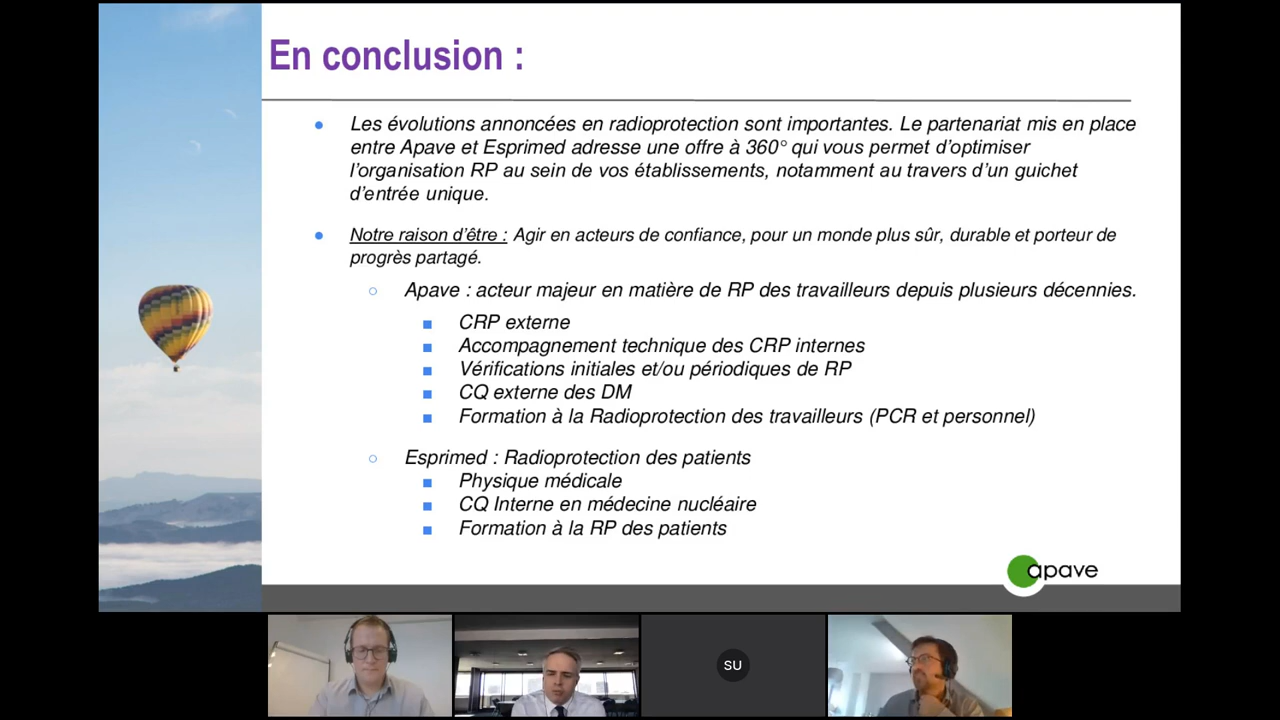 En conclusion :
Les évolutions annoncées en radioprotection sont importantes. Le partenariat mis en place
entre Apave et Esprimed adresse une offre à 360° qui vous permet d'optimiser
l'organisation RP au sein de vos établissements, notamment au travers d'un guichet
d'entrée unique.
Notre raison d'être : Agir en acteurs de confiance, pour un monde plus sûr, durable et porteur de
progrès partagé.
Apave : acteur majeur en matière de RP des travailleurs depuis plusieurs décennies.
CRP externe
Accompagnement technique des CRP internes
Vérifications initiales et/ou périodiques de RP
CQ externe des DM
Formation à la Radioprotection des travailleurs (PCR et personnel)
Esprimed : Radioprotection des patients
Physique médicale
CQ Interne en médecine nucléaire
Formation à la RP des patients
apave
SU